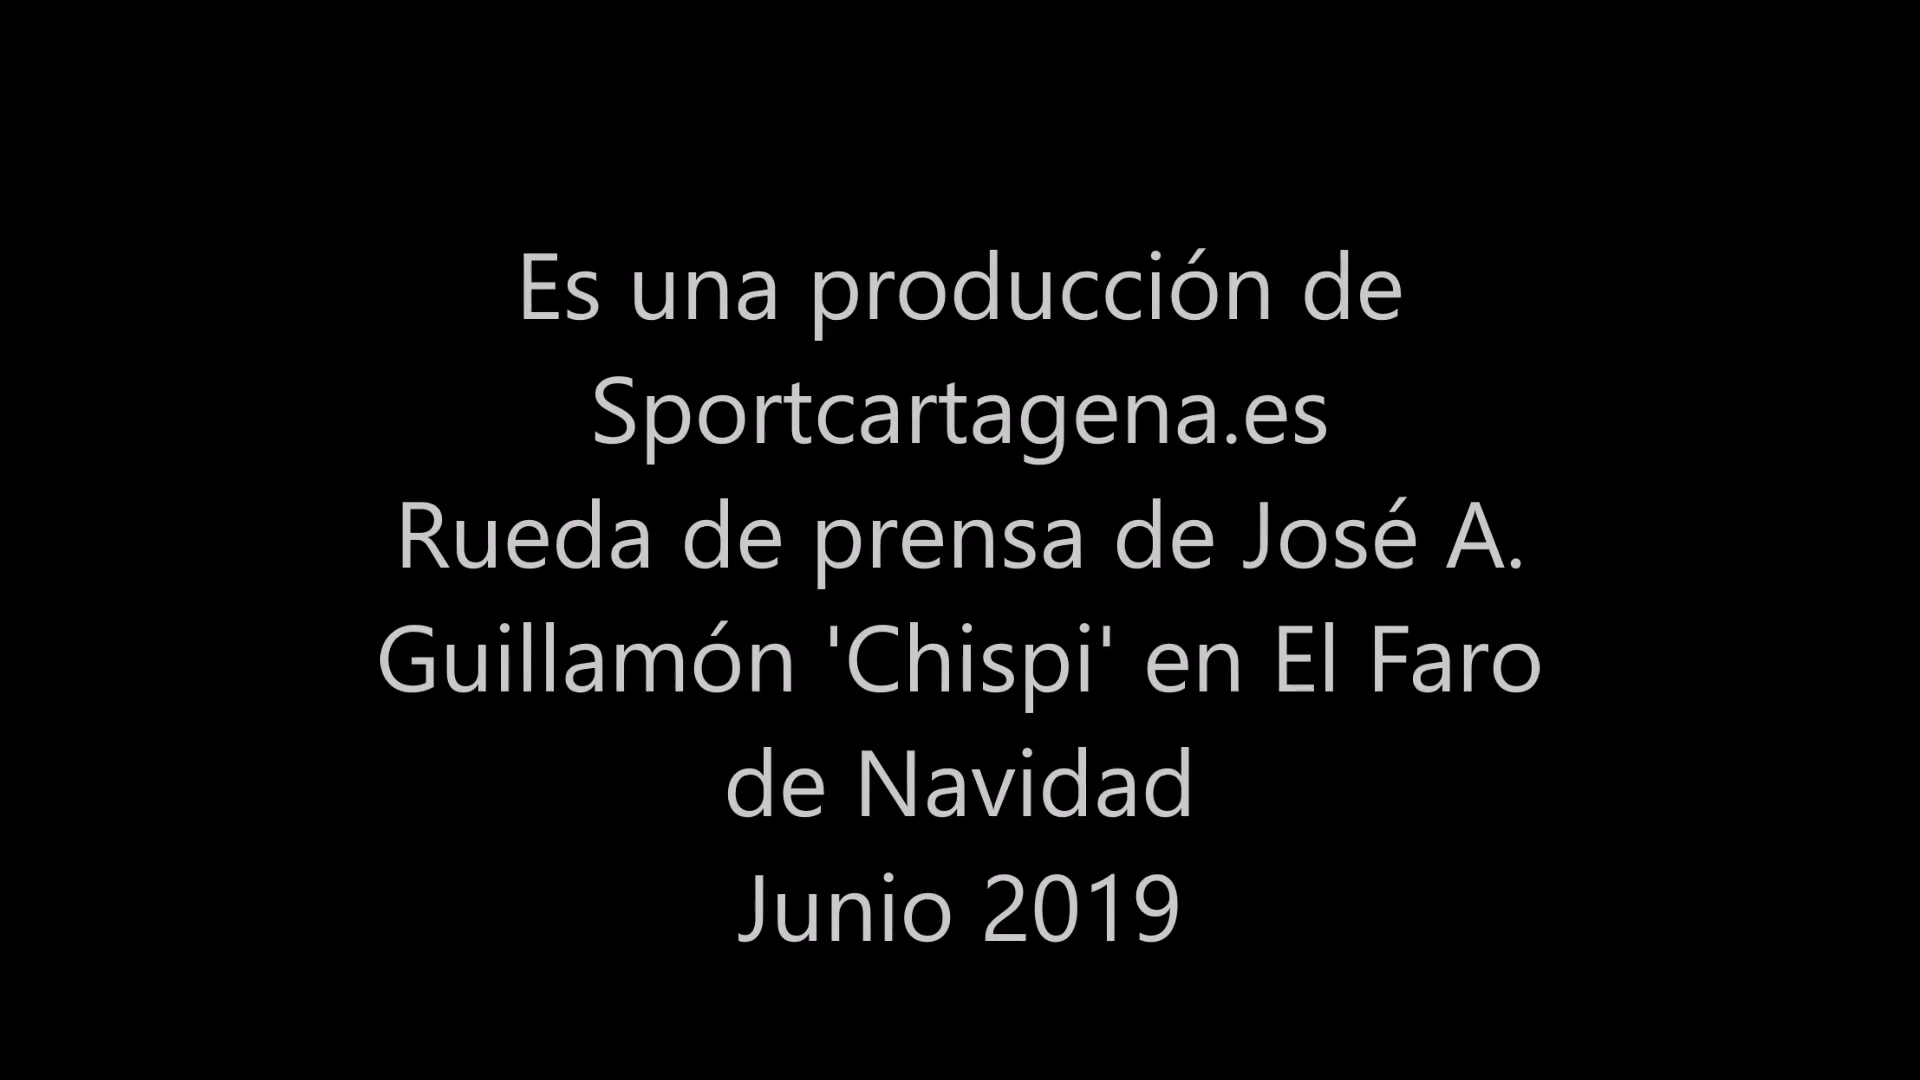 Es una producción de
Sportcartagena.es
Rueda de prensa de José A.
Guillamón 'Chispi' en El Faro
de Navidad
Junio 2019